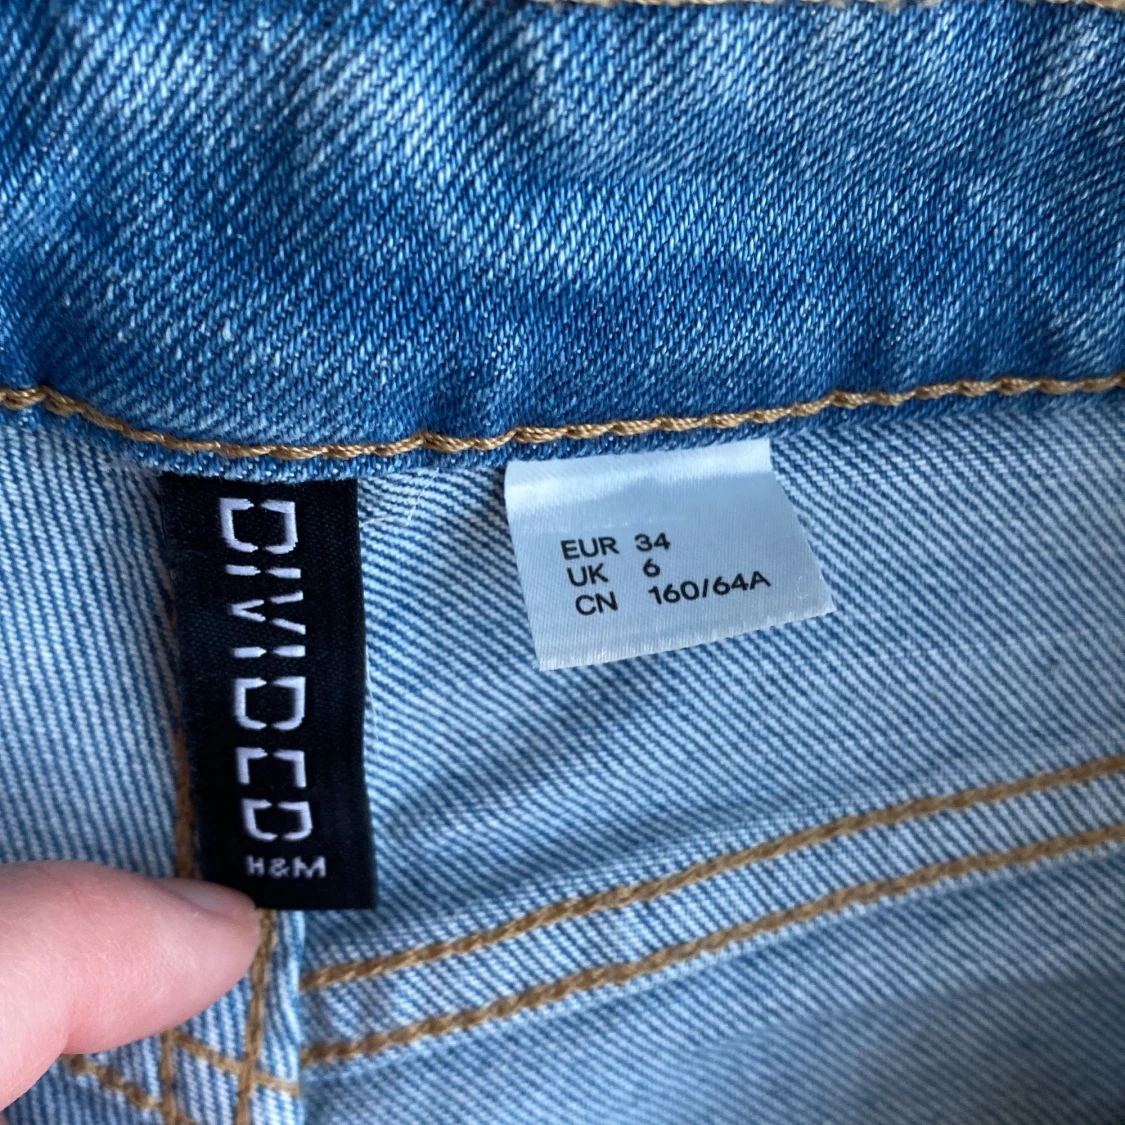 DIVIDED
H&M
EUR 34
UK 6
CN 160/64A